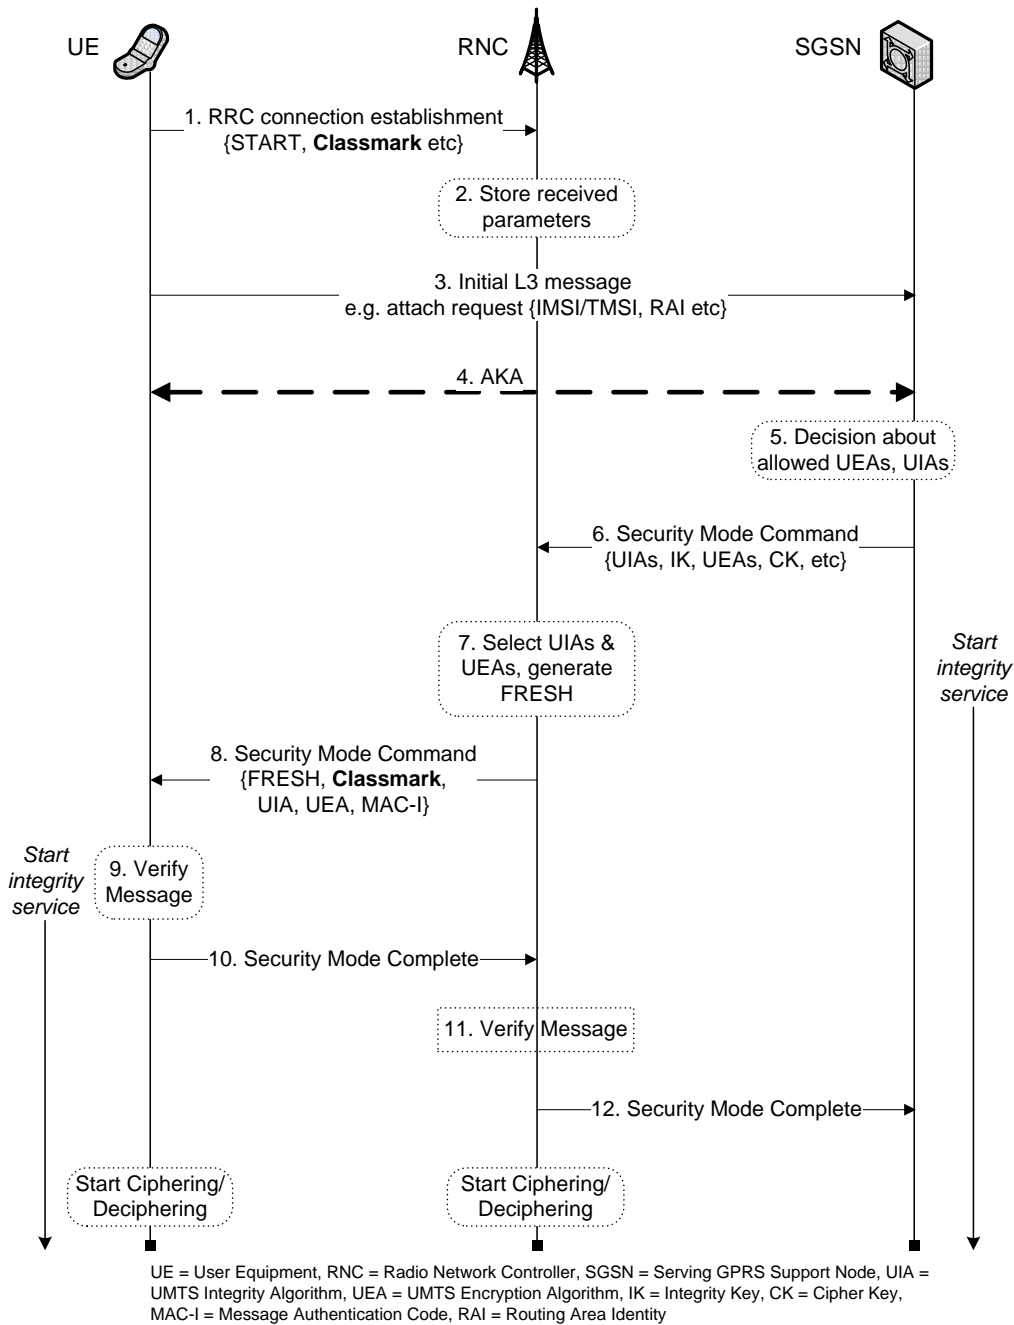 UE
RNC
SGSN
1. RRC connection establishment
{START, Classmark etc}
2. Store received
parameters
3. Initial L3 message
e.g. attach request {IMSI/TMSI, RAI etc}
4. AKA
5. Decision about
allowed UEAs, UIAs
6. Security Mode Command
{UIAs, IK, UEAs, CK, etc}
7. Select UIAs &
UEAs, generate
FRESH
Start
integrity
service
8. Security Mode Command
{FRESH, Classmark,
UIA, UEA, MAC-I}
Start
integrity
service
9. Verify
Message
10. Security Mode Complete
11. Verify Message
12. Security Mode Complete
Start Ciphering/
Deciphering
Start Ciphering/
Deciphering
UE = User Equipment, RNC = Radio Network Controller, SGSN = Serving GPRS Support Node, UIA =
UMTS Integrity Algorithm, UEA = UMTS Encryption Algorithm, IK = Integrity Key, CK = Cipher Key,
MAC-I = Message Authentication Code, RAI = Routing Area Identity